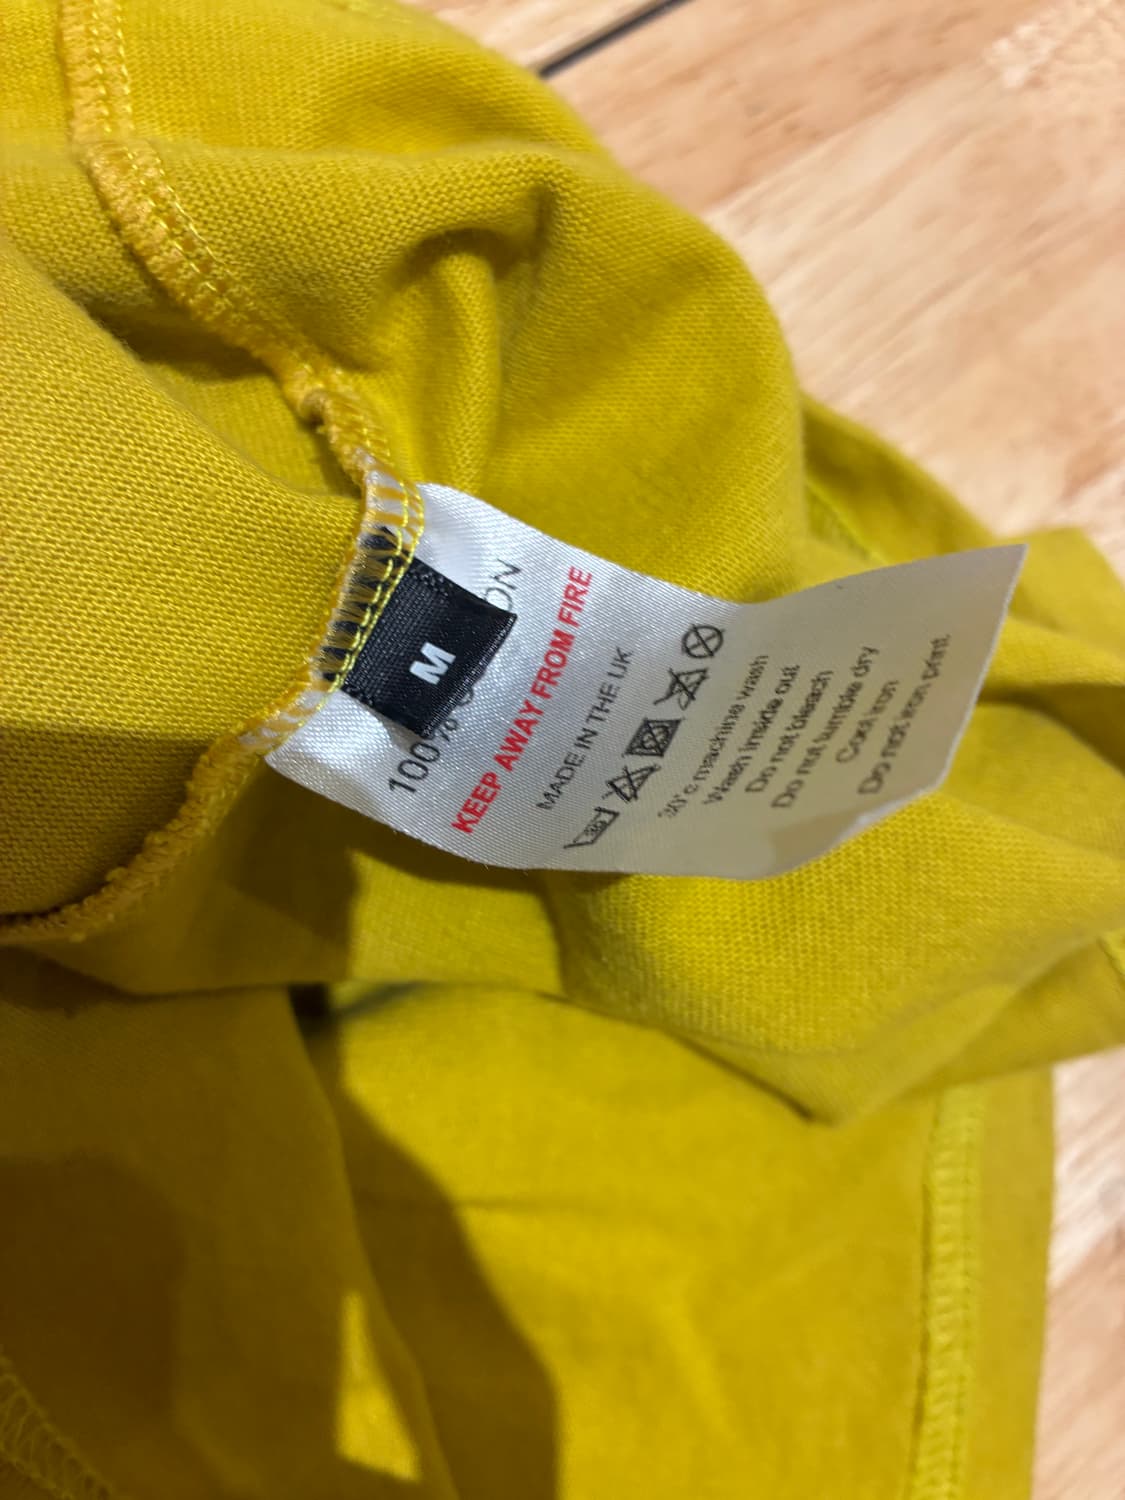 M
100%
KEEP AWAY FROM FIRE
MADE IN THE UK
30°c machine wash
Wash inside out
Do not bleach
Do not tumble dry
Cool iron
Do not iron print